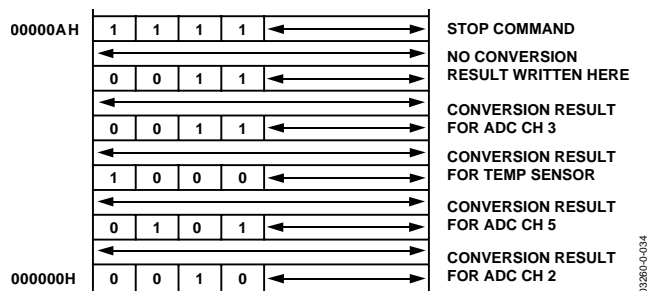 00000AH 1 1 1 1 STOP COMMAND
NO CONVERSION
0 0 1 1 RESULT WRITTEN HERE
CONVERSION RESULT
0 0 1 1 FOR ADC CH 3
CONVERSION RESULT
1 0 0 0 FOR TEMP SENSOR
CONVERSION RESULT
0 1 0 1 FOR ADC CH 5
CONVERSION RESULT
000000H 0 0 1 0 FOR ADC CH 2
03260-0-034